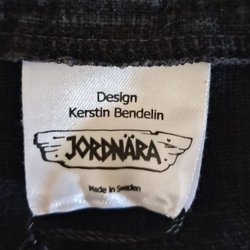 Design
Kerstin Bendelin
JORDNÄRA
Made in Sweden